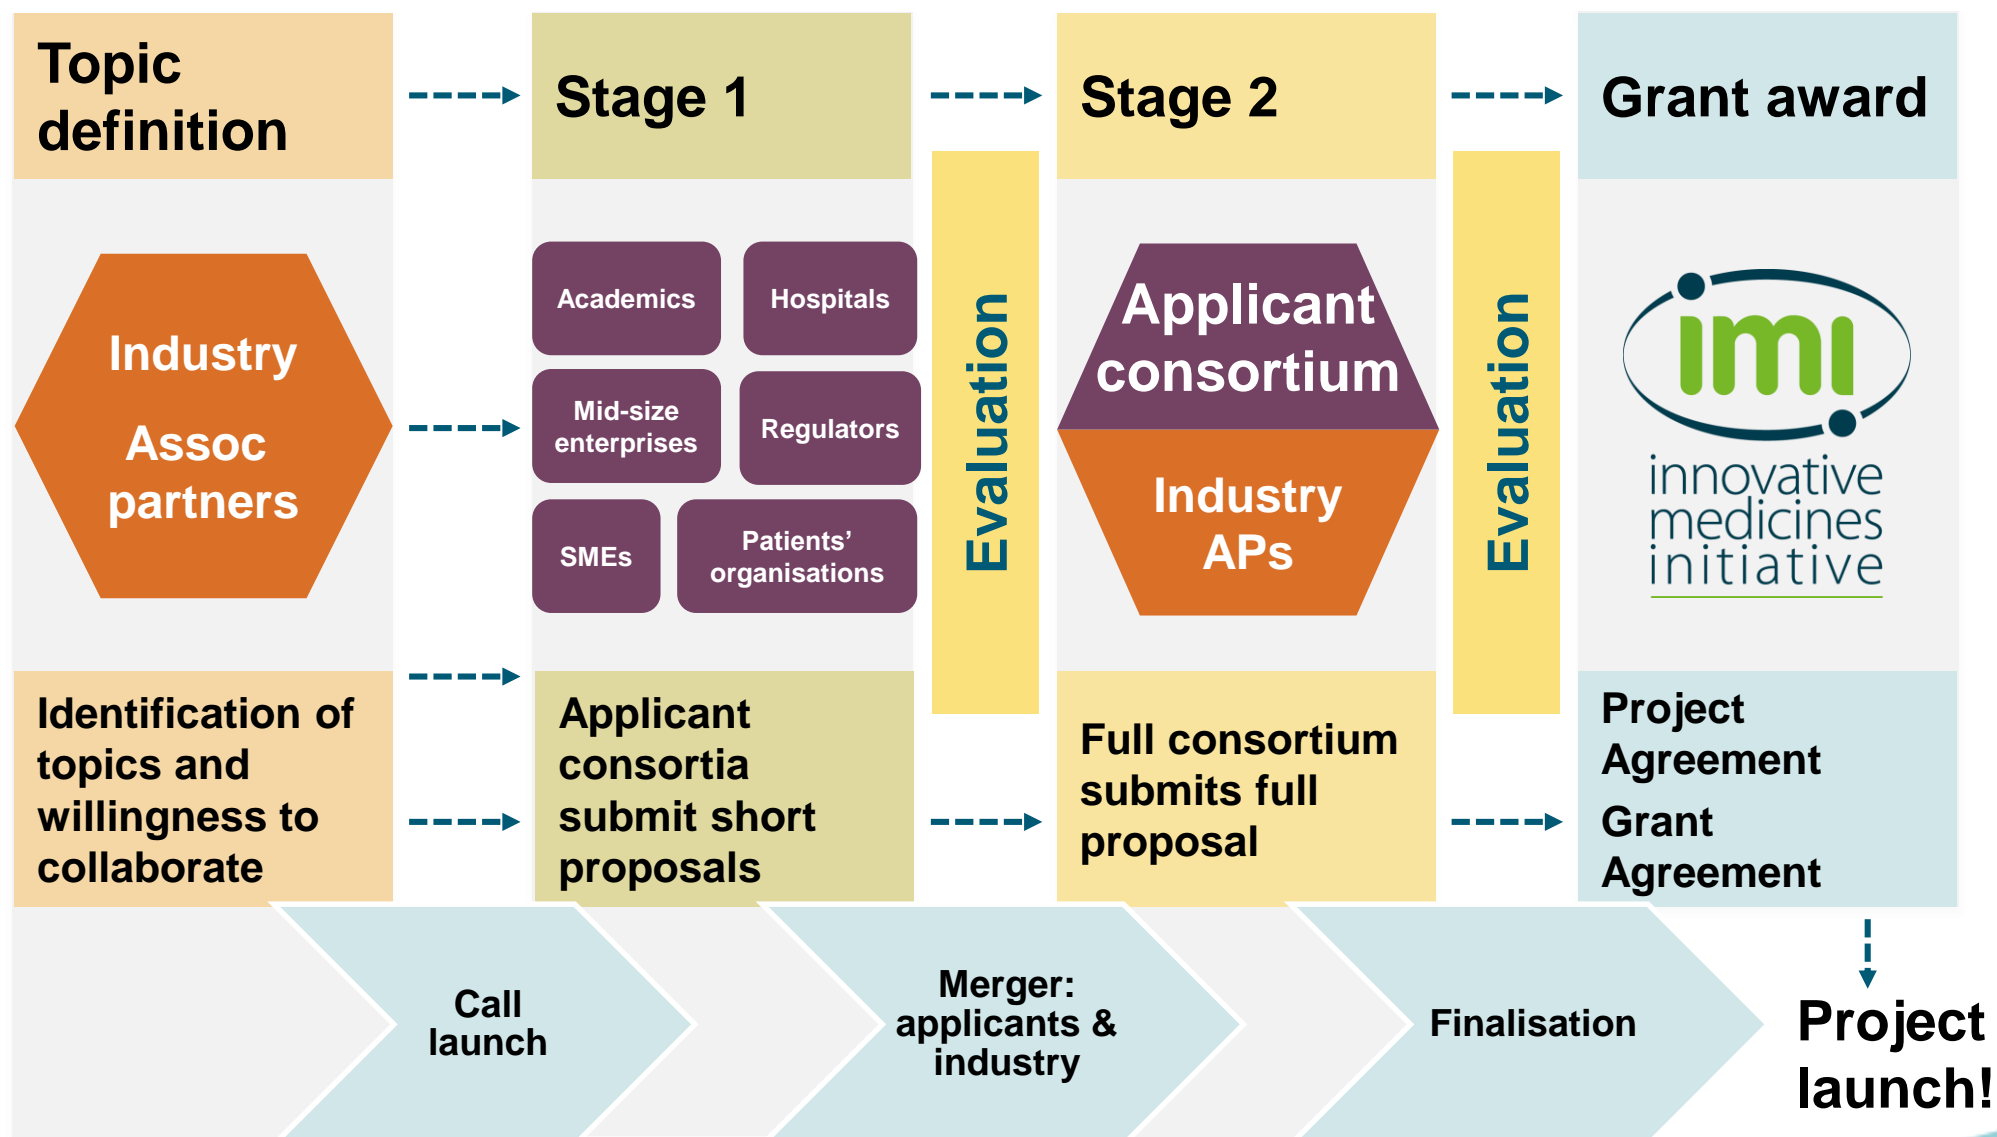 Topic
definition
Stage 1
Stage 2
Grant award
Industry
Assoc
partners
Academics
Hospitals
Mid-size
enterprises
Regulators
SMEs
Patients’
organisations
Evaluation
Applicant
consortium
Industry
APs
Evaluation
imi
innovative
medicines
initiative
Identification of
topics and
willingness to
collaborate
Applicant
consortia
submit short
proposals
Full consortium
submits full
proposal
Project
Agreement
Grant
Agreement
Call
launch
Merger:
applicants &
industry
Finalisation
Project
launch!